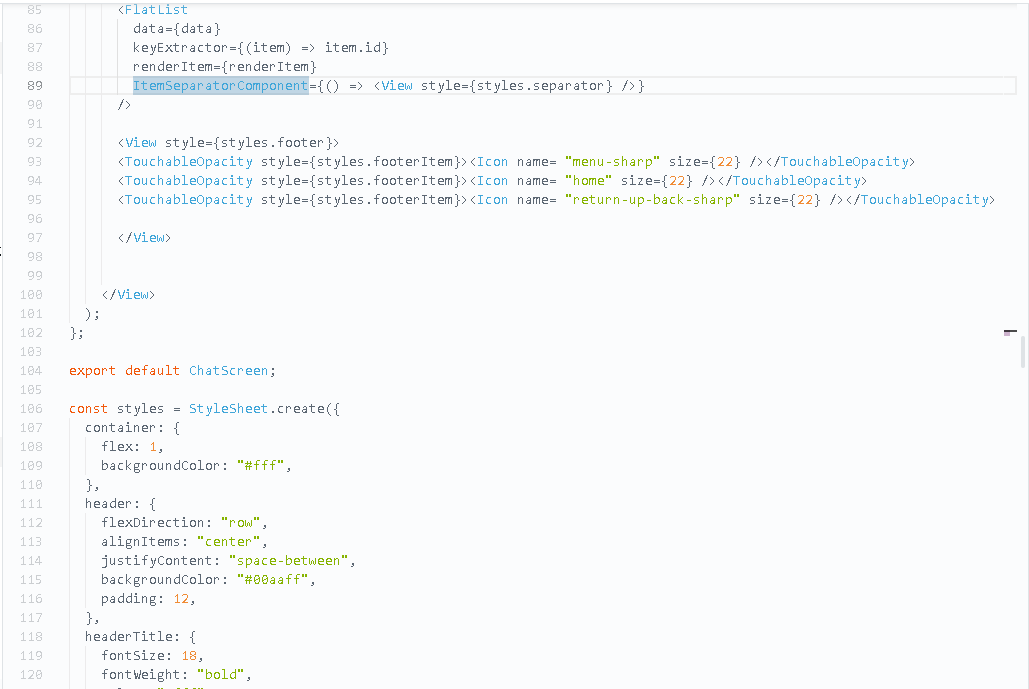 85 <FlatList
86 data={data}
87 keyExtractor={(item) => item.id}
88 renderItem={renderItem}
89 ItemSeparatorComponent={() => <View style={styles.separator} />}
90 />
91
92 <View style={styles.footer}>
93 <TouchableOpacity style={styles.footerItem}><Icon name= "menu-sharp" size={22} /></TouchableOpacity>
94 <TouchableOpacity style={styles.footerItem}><Icon name= "home" size={22} /></TouchableOpacity>
95 <TouchableOpacity style={styles.footerItem}><Icon name= "return-up-back-sharp" size={22} /></TouchableOpacity>
96
97 </View>
98
99
100 </View>
101 );
102 };
103
104 export default ChatScreen;
105
106 const styles = StyleSheet.create({
107 container: {
108 flex: 1,
109 backgroundColor: "#fff",
110 },
111 header: {
112 flexDirection: "row",
113 alignItems: "center",
114 justifyContent: "space-between",
115 backgroundColor: "#00aaff",
116 padding: 12,
117 },
118 headerTitle: {
119 fontSize: 18,
120 fontWeight: "bold",